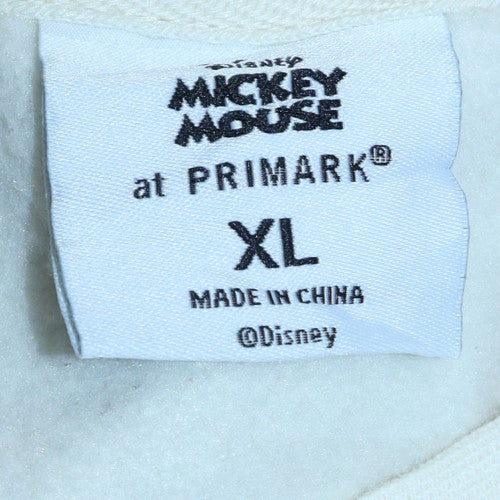 Disney
MICKEY
MOUSE
at PRIMARK®
XL
MADE IN CHINA
©Disney